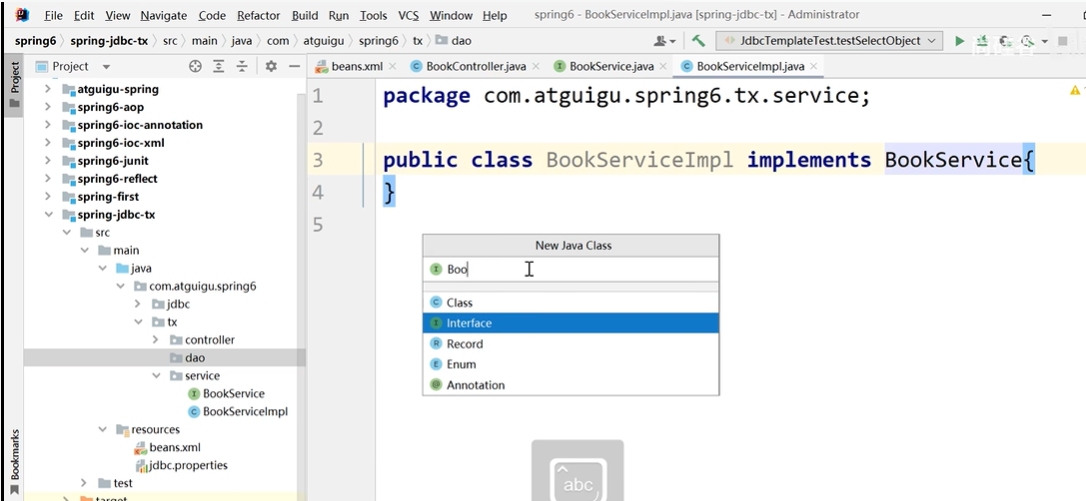 File Edit View Navigate Code Refactor Build Run Tools VCS Window Help spring6 - BookServiceImpl.java [spring-jdbc-tx] - Administrator
spring6 spring-jdbc-tx src main java com atguigu spring6 tx dao JdbcTemplateTest.testSelectObject
Project
Project
beans.xml BookController.java BookService.java BookServiceImpl.java
atguigu-spring
spring6-aop
spring6-ioc-annotation
spring6-ioc-xml
spring6-junit
spring6-reflect
spring-first
spring-jdbc-tx
src
main
java
com.atguigu.spring6
jdbc
tx
controller
dao
service
BookService
BookServiceImpl
resources
beans.xml
jdbc.properties
test
target
Bookmarks
1 package com.atguigu.spring6.tx.service;
2
3 public class BookServiceImpl implements BookService{
4 }
5
New Java Class
Boo
Class
Interface
Record
Enum
Annotation
abc